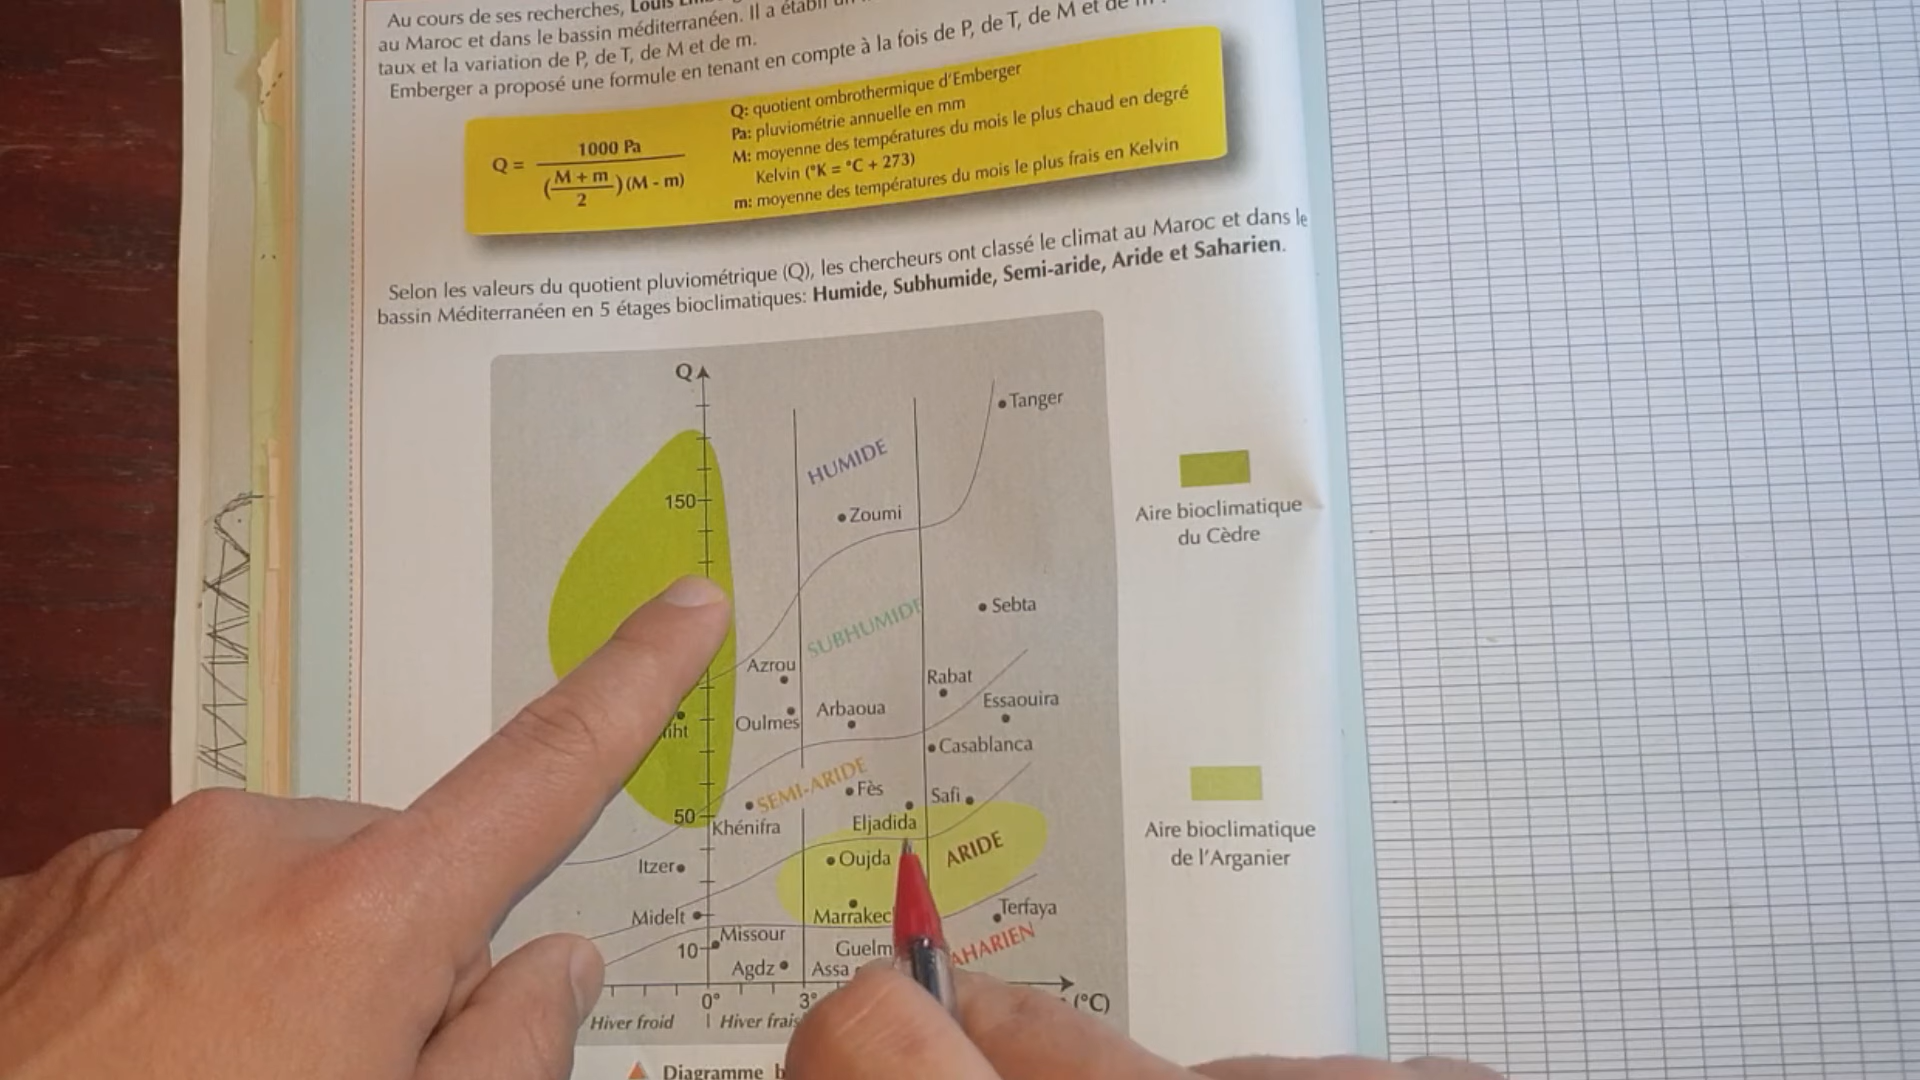 Au cours de ses recherches, Louis
au Maroc et dans le bassin méditerranéen. Il a établi
taux et la variation de P, de T, de M et de m.
Emberger a proposé une formule en tenant en compte à la fois de P, de T, de M et de m
Q = 1000 Pa
(M + m
2) (M - m)
Q: quotient ombrothermique d'Emberger
Pa: pluviométrie annuelle en mm
M: moyenne des températures du mois le plus chaud en degré
Kelvin (°K = °C + 273)
m: moyenne des températures du mois le plus frais en Kelvin
Selon les valeurs du quotient pluviométrique (Q), les chercheurs ont classé le climat au Maroc et dans le
bassin Méditerranéen en 5 étages bioclimatiques: Humide, Subhumide, Semi-aride, Aride et Saharien.
Q
Tanger
HUMIDE
150
Zoumi
Aire bioclimatique
du Cèdre
Sebta
SUBHUMIDE
Azrou
Rabat
Essaouira
Oulmes
Arbaoua
Casablanca
SEMI-ARIDE
Fès
Safi
50
Khénifra
Eljadida
Aire bioclimatique
de l'Arganier
Itzer
Oujda
ARIDE
Midelt
Marrakec
Terfaya
Missour
10
Guelm
AHARIEN
Agdz
Assa
0°
3°
(°C)
Hiver froid
Hiver frais
Diagramme b